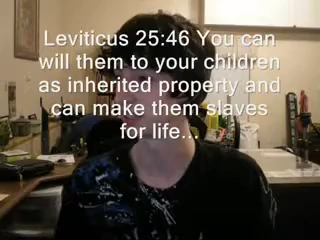 Leviticus 25:46 You can
will them to your children
as inherited property and
can make them slaves
for life...